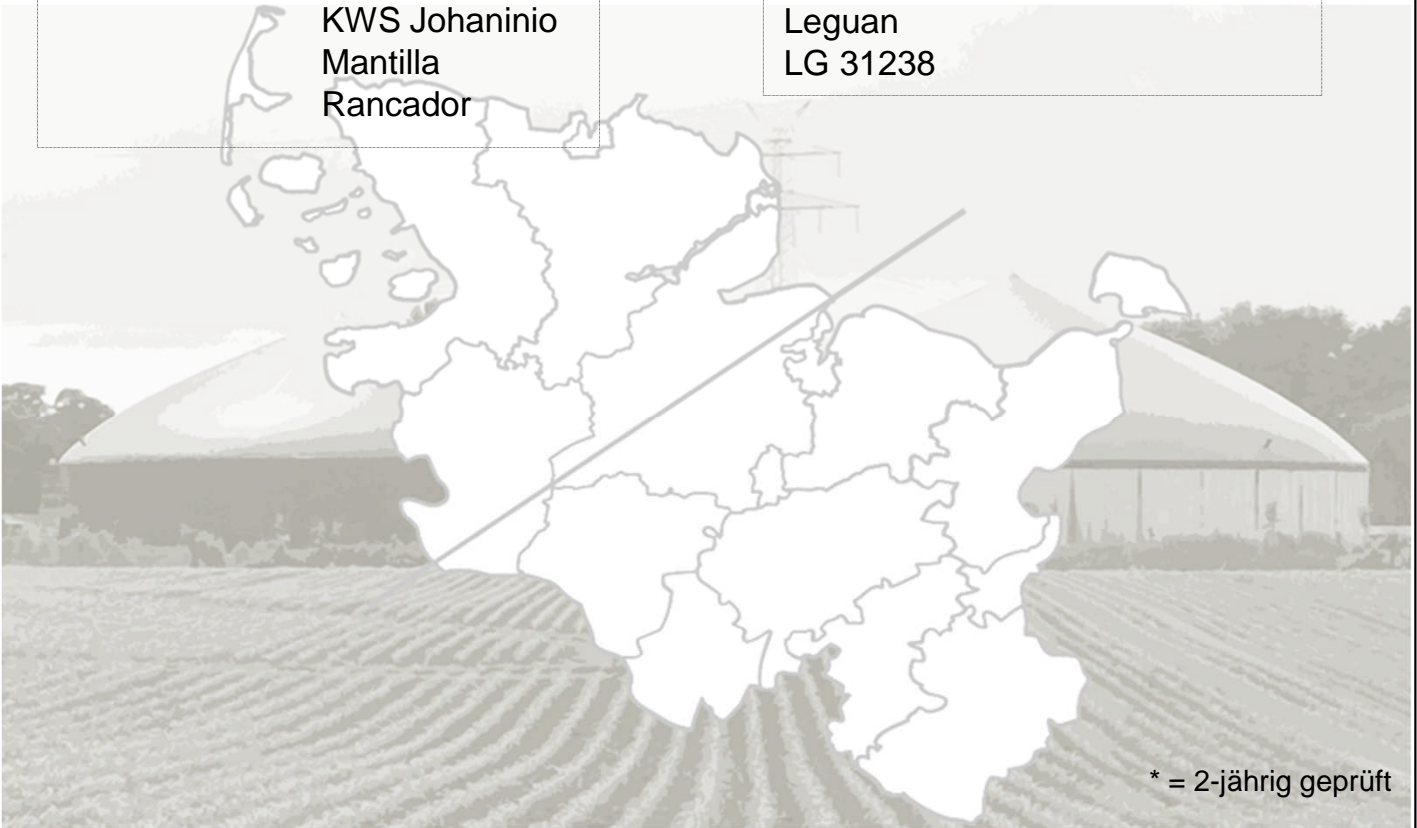 KWS Johaninio
Mantilla
Rancador
Leguan
LG 31238
* = 2-jährig geprüft